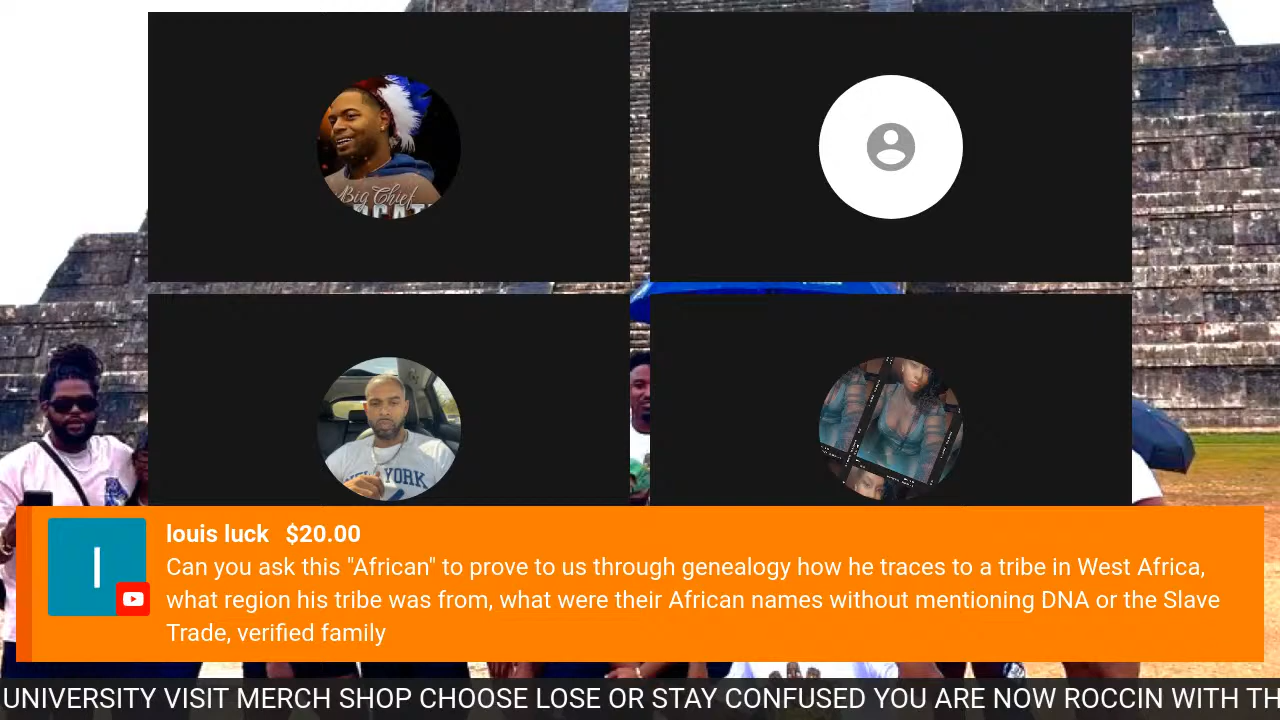 Big Chief
YORK
l
louis luck $20.00
Can you ask this "African" to prove to us through genealogy how he traces to a tribe in West Africa,
what region his tribe was from, what were their African names without mentioning DNA or the Slave
Trade, verified family
UNIVERSITY VISIT MERCH SHOP CHOOSE LOSE OR STAY CONFUSED YOU ARE NOW ROCCIN WITH TH